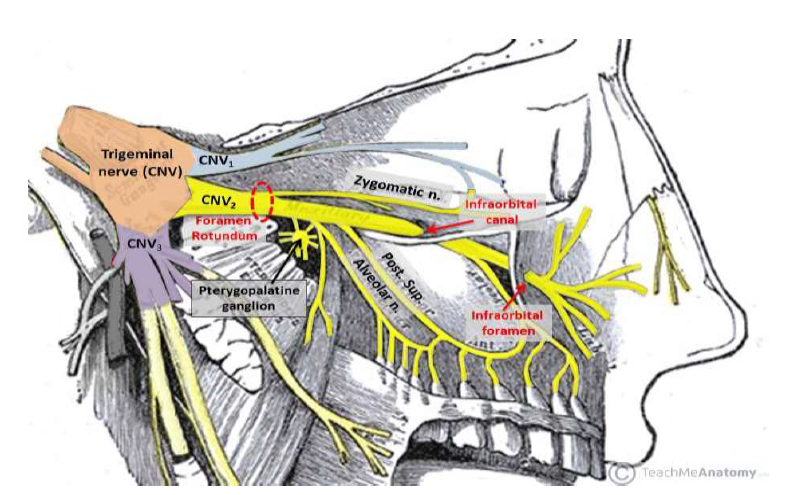 Trigeminal
nerve (CNV)
CNV₁
CNV₂
Zygomatic n.
Infraorbital
canal
Foramen
Rotundum
CNV₃
Pterygopalatine
ganglion
Post. Sup.
Alveolar n.
Infraorbital
foramen
© TeachMeAnatomy